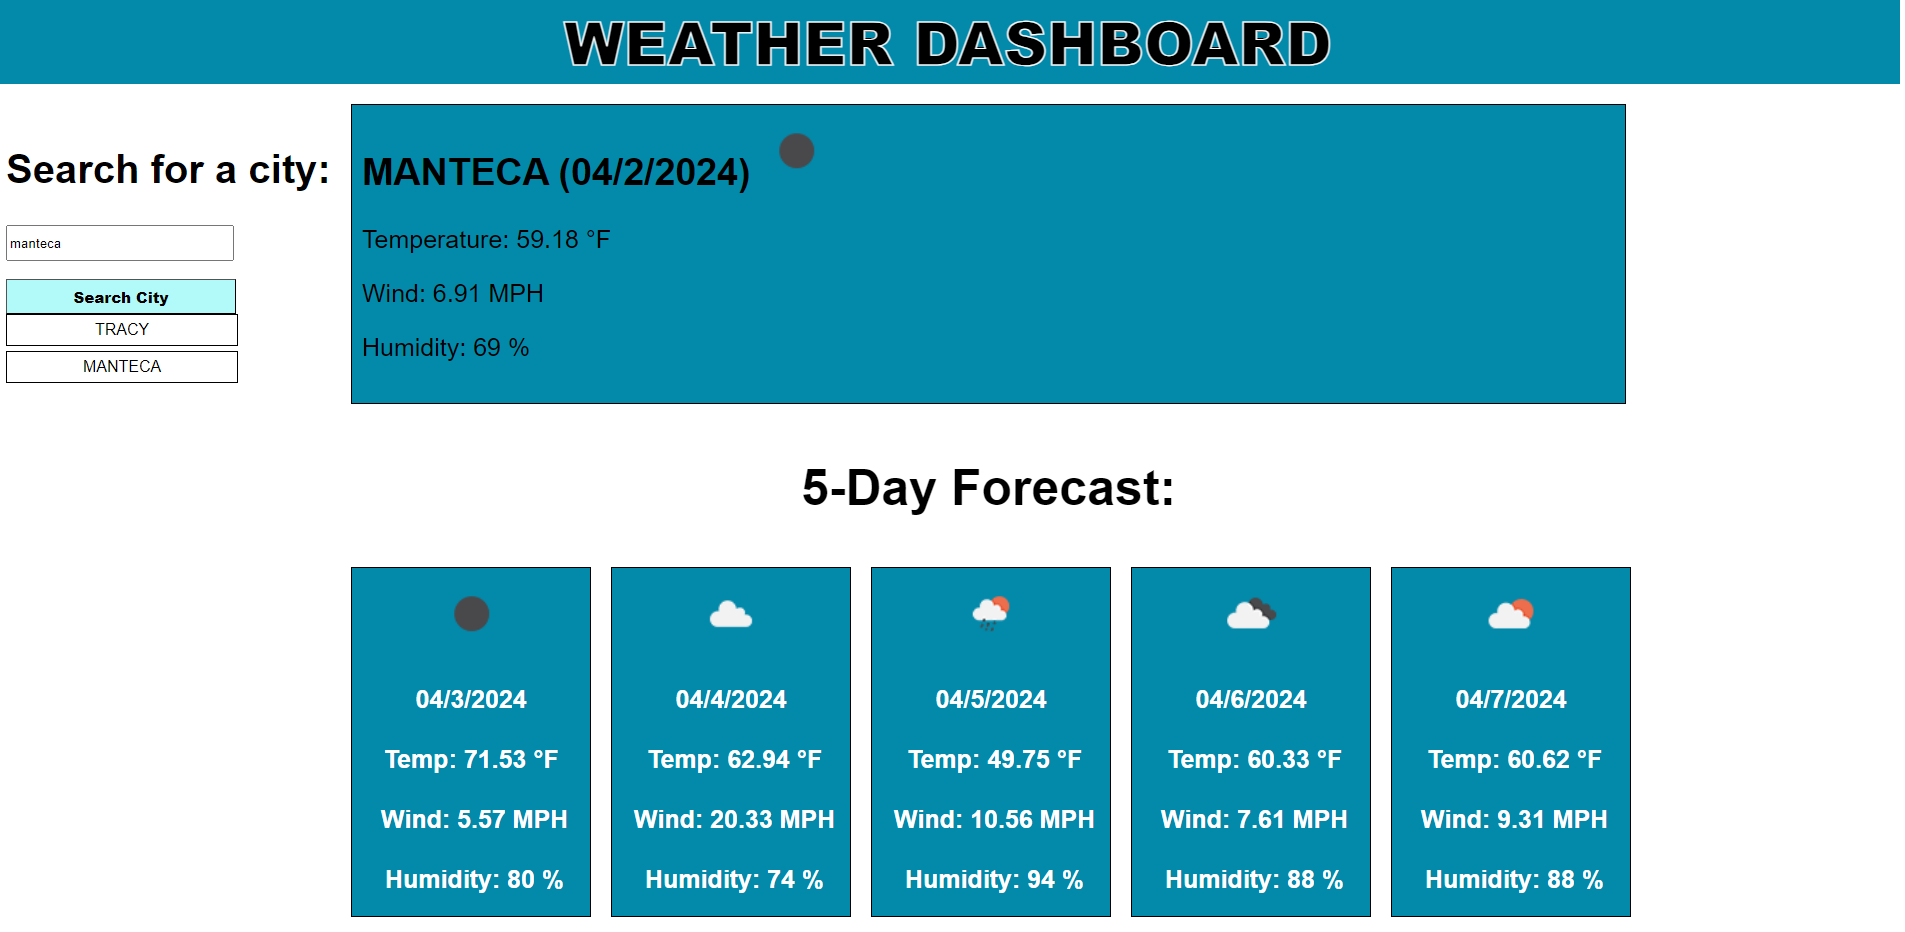 WEATHER DASHBOARD
Search for a city:
manteca
Search City
TRACY
MANTECA
MANTECA (04/2/2024)
Temperature: 59.18 °F
Wind: 6.91 MPH
Humidity: 69 %
5-Day Forecast:
04/3/2024
Temp: 71.53 °F
Wind: 5.57 MPH
Humidity: 80 %
04/4/2024
Temp: 62.94 °F
Wind: 20.33 MPH
Humidity: 74 %
04/5/2024
Temp: 49.75 °F
Wind: 10.56 MPH
Humidity: 94 %
04/6/2024
Temp: 60.33 °F
Wind: 7.61 MPH
Humidity: 88 %
04/7/2024
Temp: 60.62 °F
Wind: 9.31 MPH
Humidity: 88 %